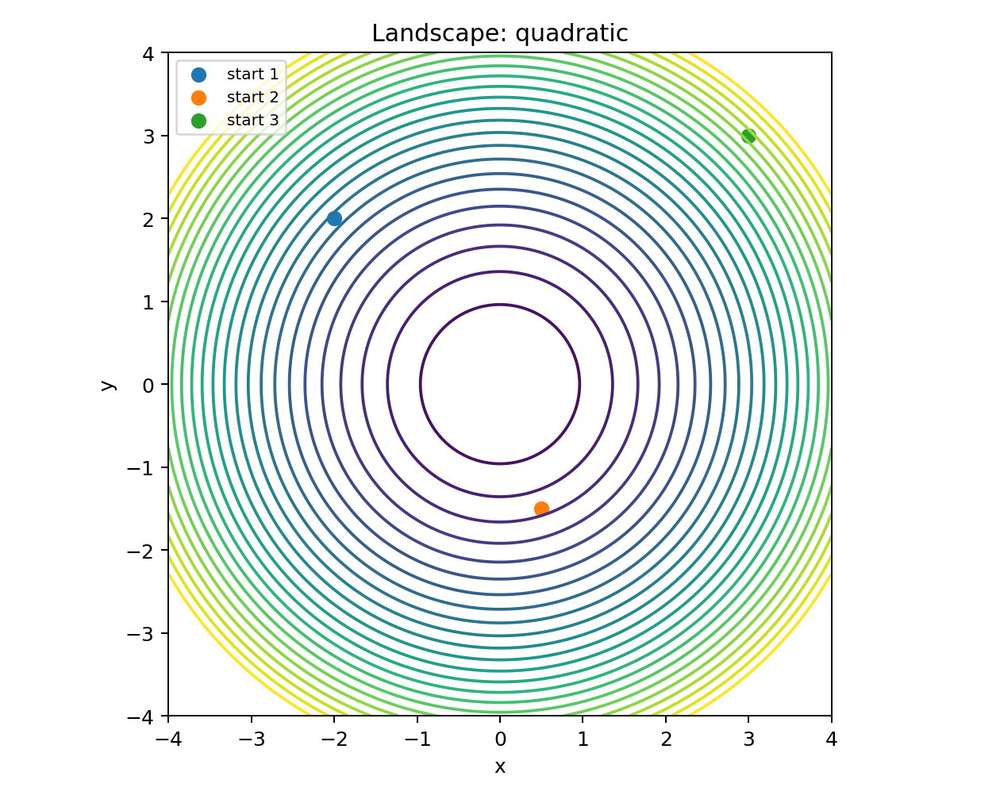 Landscape: quadratic
start 1
start 2
start 3
4
3
2
1
0
−1
−2
−3
−4
y
−4 −3 −2 −1 0 1 2 3 4
x